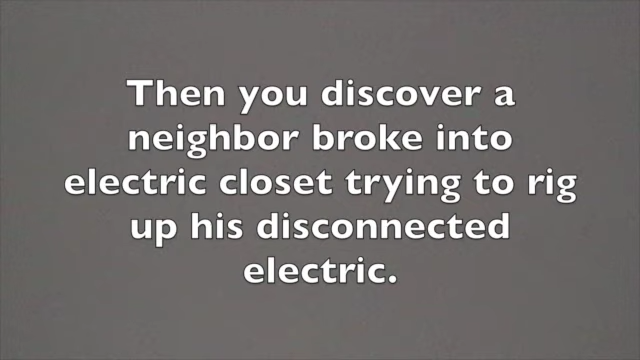 Then you discover a
neighbor broke into
electric closet trying to rig
up his disconnected
electric.